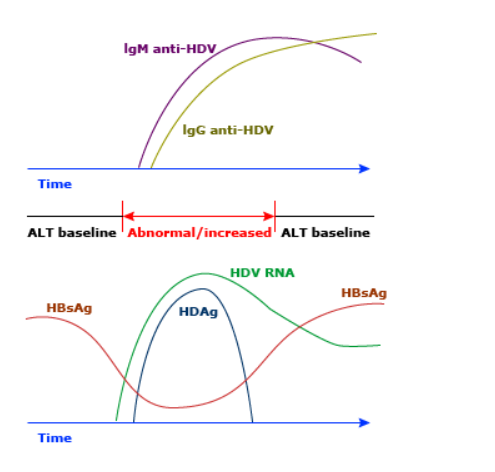 IgM anti-HDV
IgG anti-HDV
Time
ALT baseline Abnormal/increased ALT baseline
HDV RNA
HBsAg
HBsAg
HDAg
Time